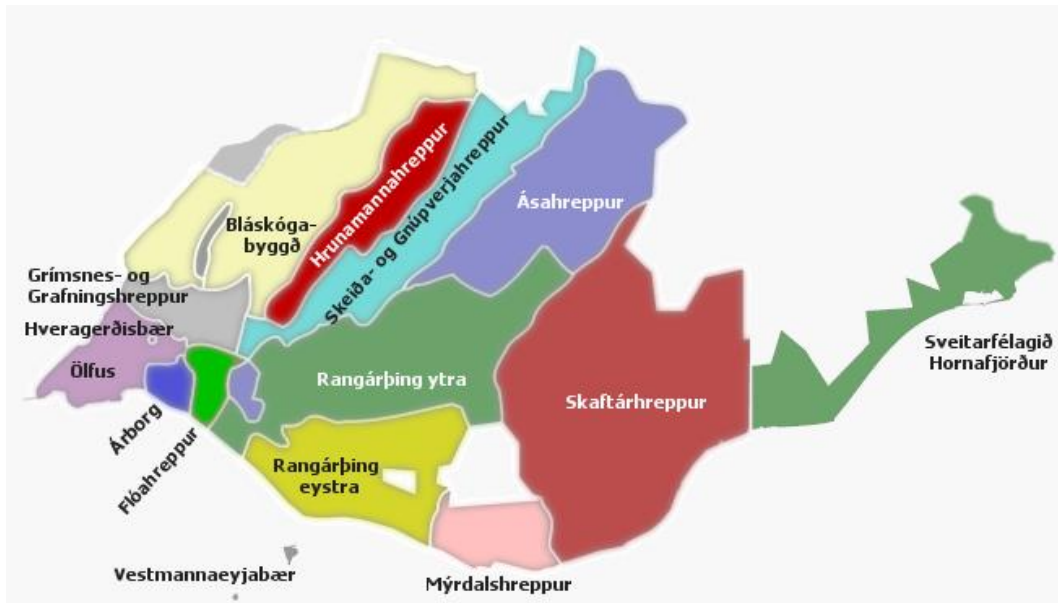 Hrunamannahreppur
Skeiða- og Gnúpverjahreppur
Ásahreppur
Bláskóga-
byggð
Grímsnes- og
Grafningshreppur
Hveragerðisbær
Ölfus
Sveitarfélagið
Hornafjörður
Rangárþing ytra
Skaftárhreppur
Árborg
Flóahreppur
Rangárþing
eystra
Vestmannaeyjabær
Mýrdalshreppur